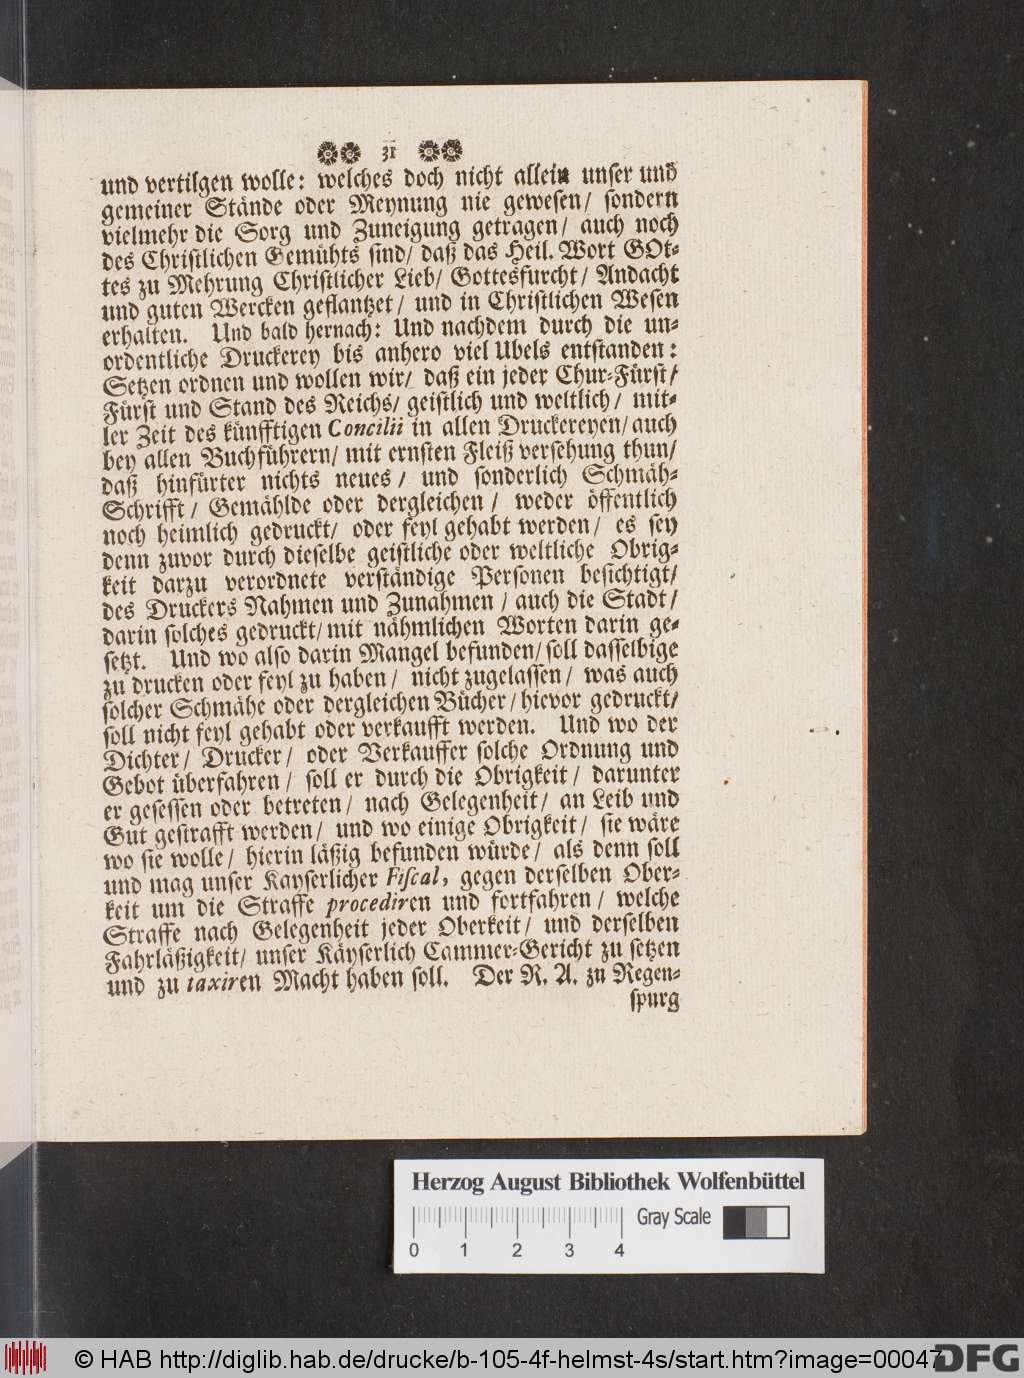 31
und vertilgen wolle: welches doch nicht allein unser und
gemeiner Stände oder Meynung nie gewesen/ sondern
vielmehr die Sorg und Zuneigung getragen/ auch noch
des Christlichen Gemühts sind/ daß das Heil. Wort GOt-
tes zu Mehrung Christlicher Lieb/ Gottesfurcht/ Andacht
und guten Wercken geflantzet/ und in Christlichen Wesen
erhalten. Und bald hernach: Und nachdem durch die un-
ordentliche Druckerey bis anhero viel Ubels entstanden:
Setzen ordnen und wollen wir/ daß ein jeder Chur-Fürst/
Fürst und Stand des Reichs/ geistlich und weltlich/ mit-
ler Zeit des künfftigen Concilii in allen Druckereyen/ auch
bey allen Buchführern/ mit ernsten Fleiß versehung thun/
daß hinfürter nichts neues/ und sonderlich Schmäh-
Schrifft/ Gemählde oder dergleichen/ weder öffentlich
noch heimlich gedruckt/ oder feyl gehabt werden/ es sey
denn zuvor durch dieselbe geistliche oder weltliche Obrig-
keit darzu verordnete verständige Personen besichtigt/
des Druckers Nahmen und Zunahmen/ auch die Stadt/
darin solches gedruckt/ mit nähmlichen Worten darin ge-
setzt. Und wo also darin Mangel befunden/ soll dasselbige
zu drucken oder feyl zu haben/ nicht zugelassen/ was auch
solcher Schmähe oder dergleichen Bücher/ hievor gedruckt/
soll nicht feyl gehabt oder verkaufft werden. Und wo der
Dichter/ Drucker/ oder Verkauffer solche Ordnung und
Gebot überfahren/ soll er durch die Obrigkeit/ darunter
er gesessen oder betreten/ nach Gelegenheit/ an Leib und
Gut gestrafft werden/ und wo einige Obrigkeit/ sie wäre
wo sie wolle/ hierin läßig befunden würde/ als denn soll
und mag unser Kayserlicher Fiscal, gegen derselben Ober-
keit um die Straffe procediren und fortfahren/ welche
Straffe nach Gelegenheit jeder Oberkeit/ und derselben
Fahrläßigkeit/ unser Käyserlich Cammer-Gericht zu setzen
und zu taxiren Macht haben soll. Der R. A. zu Regen-
spurg
Herzog August Bibliothek Wolfenbüttel
Gray Scale
0 1 2 3 4
© HAB http://diglib.hab.de/drucke/b-105-4f-helmst-4s/start.htm?image=00047
DFG